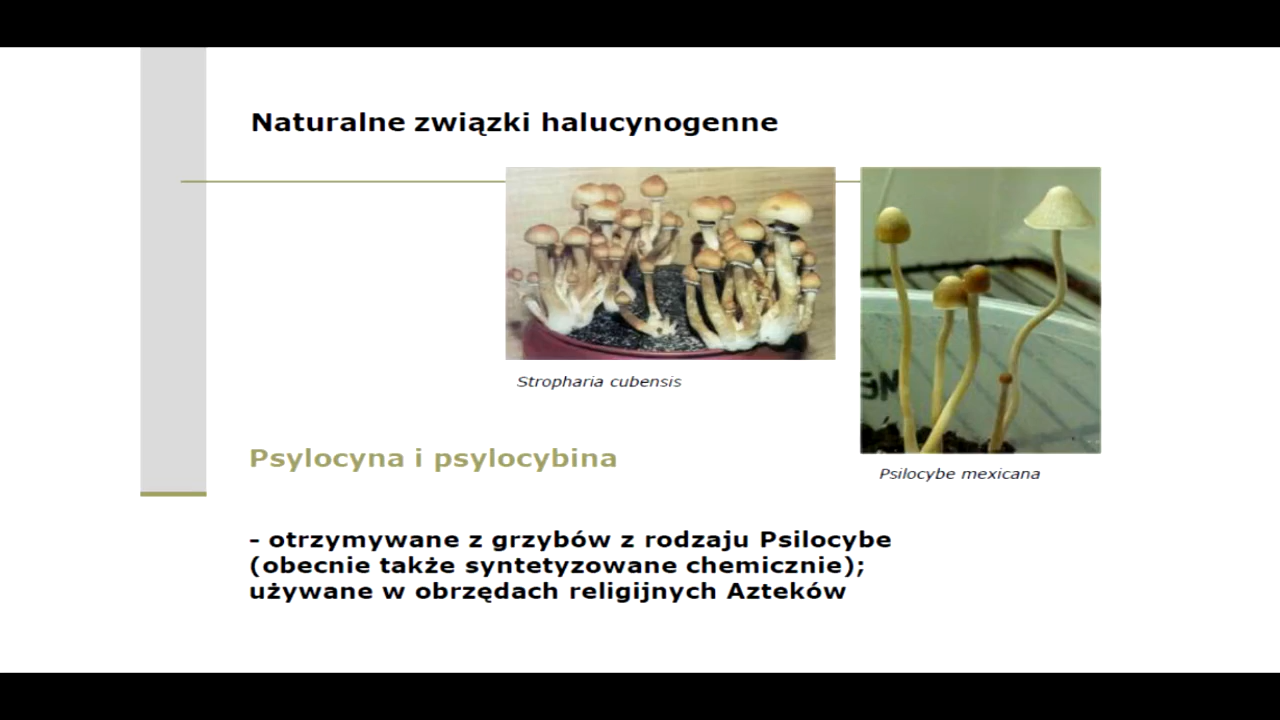 Naturalne związki halucynogenne
Stropharia cubensis
Psilocybe mexicana
Psylocyna i psylocybina
- otrzymywane z grzybów z rodzaju Psilocybe
(obecnie także syntetyzowane chemicznie);
używane w obrzędach religijnych Azteków